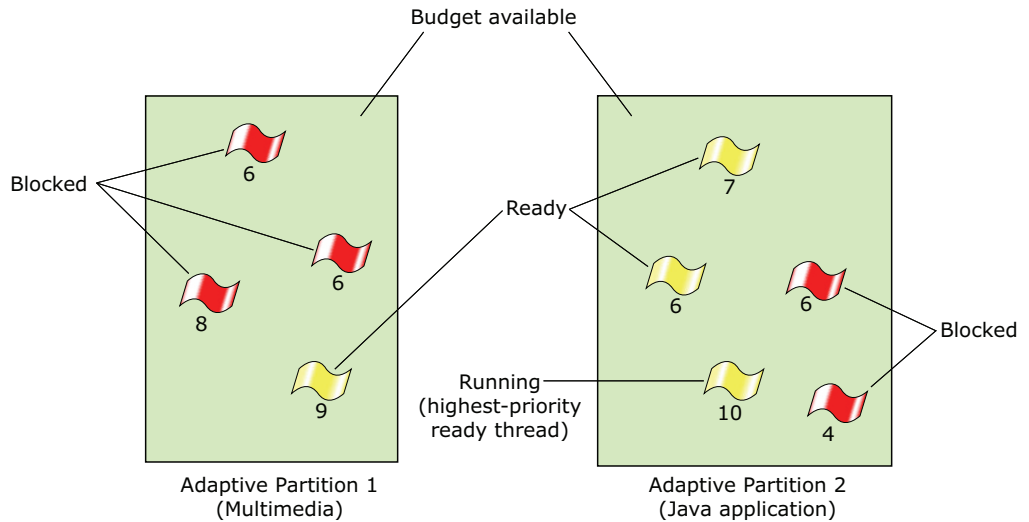 Budget available
Blocked
6
6
8
9
Ready
7
6
6
Blocked
Running
(highest-priority
ready thread)
10
4
Adaptive Partition 1
(Multimedia)
Adaptive Partition 2
(Java application)